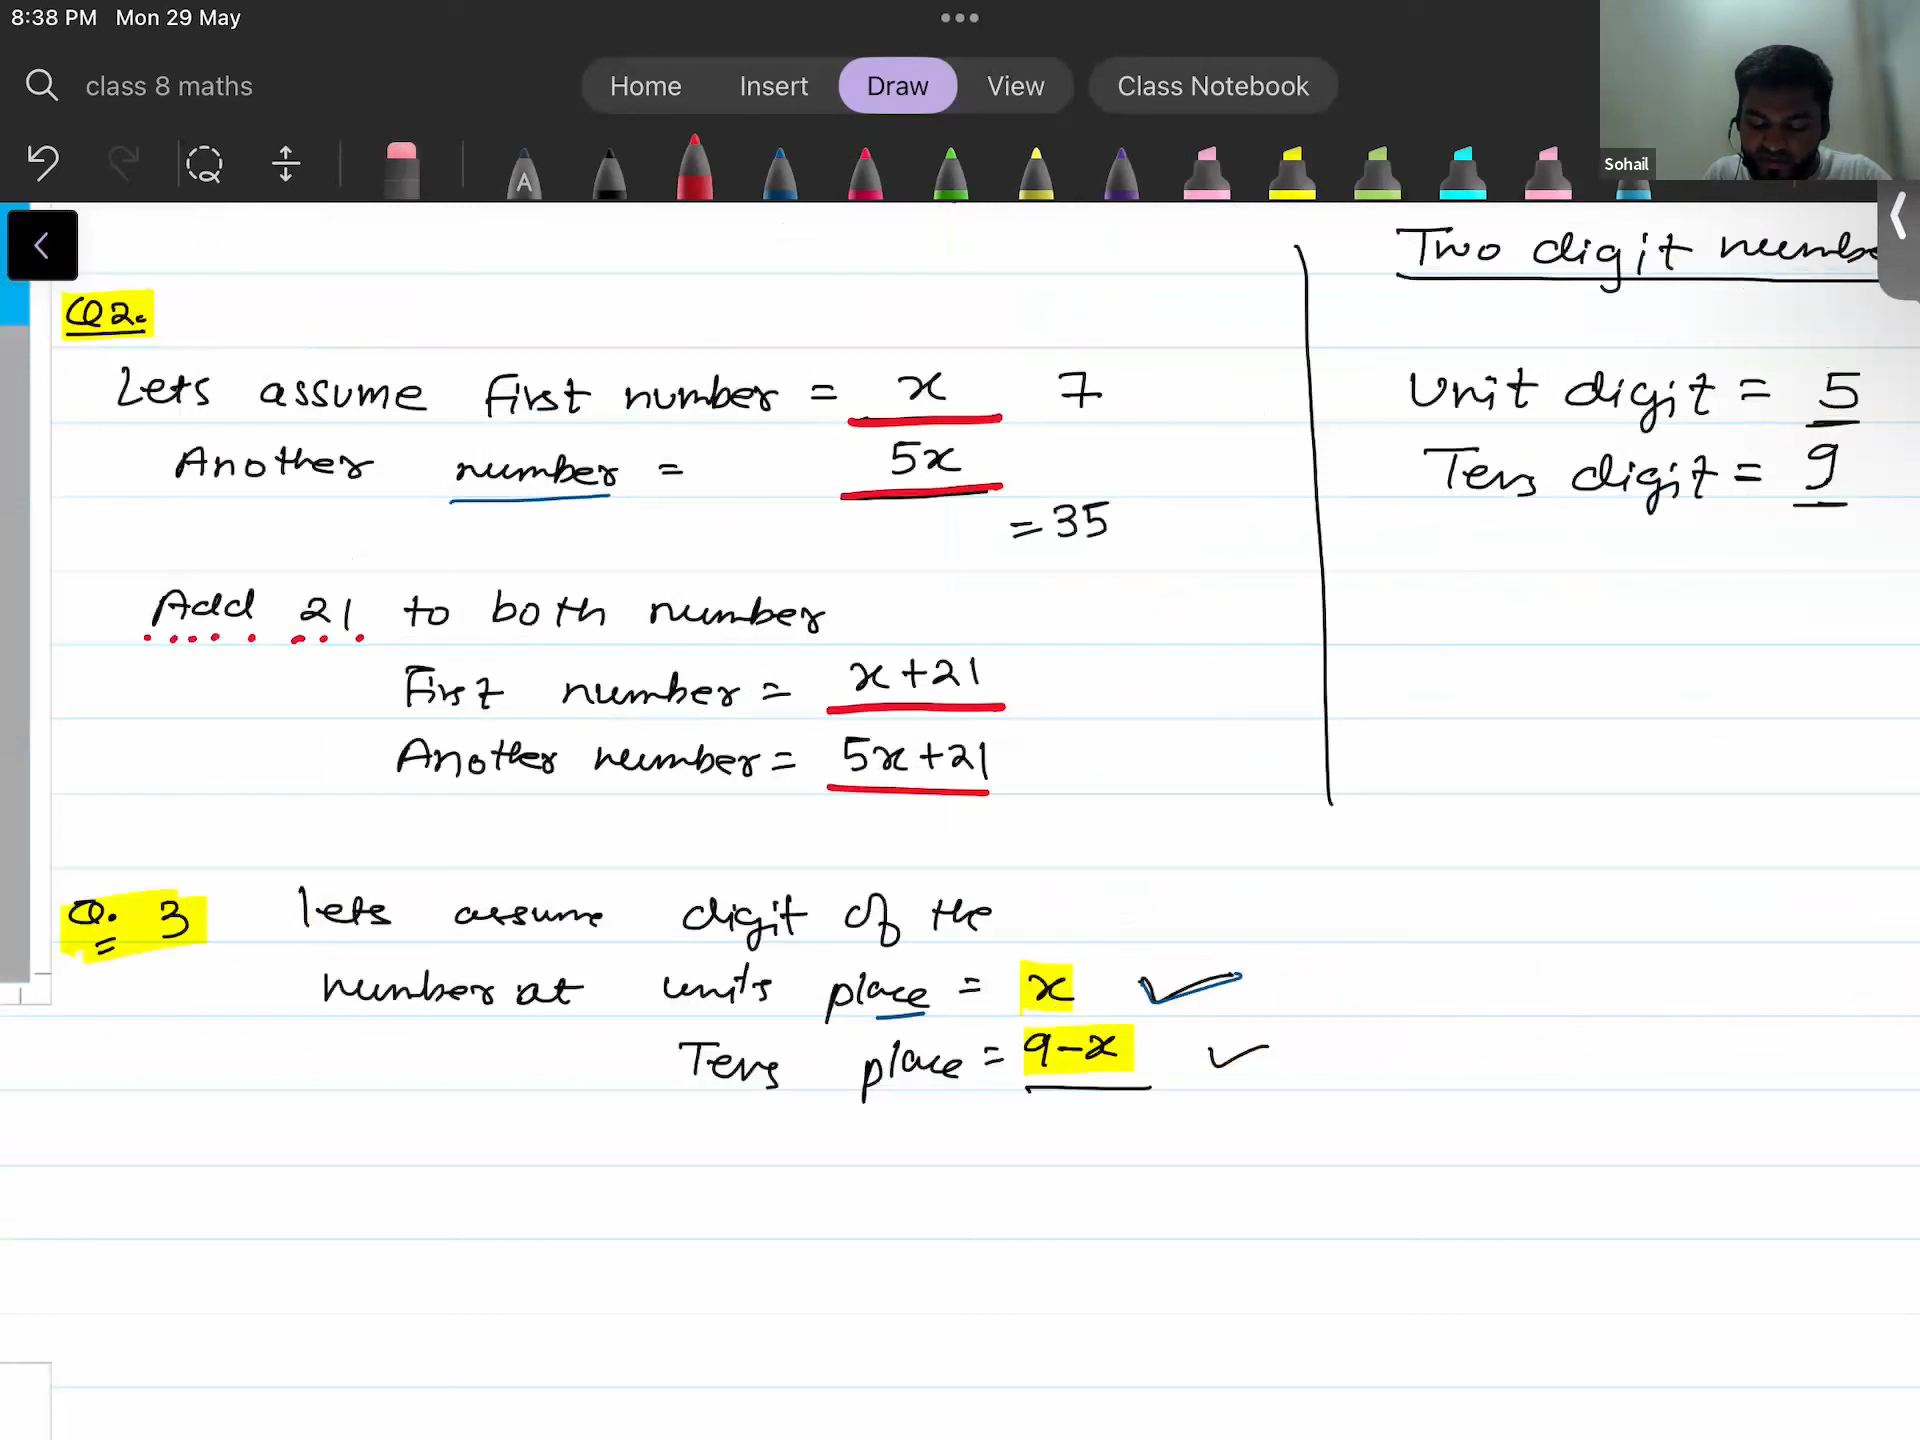 8:38 PM Mon 29 May
class 8 maths
Home Insert Draw View Class Notebook
A
Sohail
Q2.
Lets assume First number = x 7
Another number = 5x
= 35
Add 21 to both number
First number = x+21
Another number = 5x+21
Two digit numbe
Unit digit = 5
Tens digit = 9
Q. 3 lets assume digit of the
number at units place = x
Tens place = 9-x